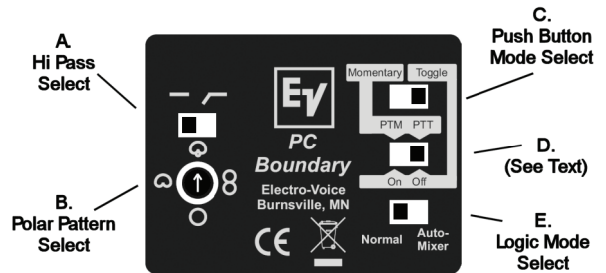 A.
Hi Pass
Select
B.
Polar Pattern
Select
EV
PC
Boundary
Electro-Voice
Burnsville, MN
CE
Momentary Toggle
PTM PTT
On Off
Normal Auto-
Mixer
C.
Push Button
Mode Select
D.
(See Text)
E.
Logic Mode
Select